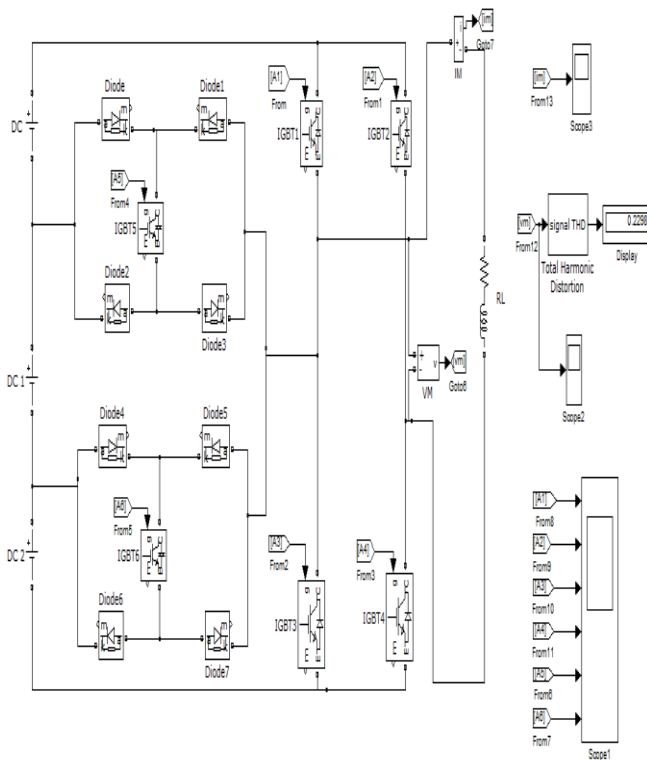 [im]
Goto7
i
+
-
IM
[im]
From13
Scope3
DC
+
Diode
Diode1
m
k
m
k
[A1]
From
[A2]
From1
IGBT1
g
C
E
IGBT2
g
C
E
[A5]
From4
IGBT5
g
C
E
[vm]
From12
signal THD
Total Harmonic
Distortion
0.2298
Display
Diode2
m
k
m
k
Diode3
RL
DC 1
+
+
-
v
VM
[vm]
Goto6
Scope2
Diode4
Diode5
m
k
m
k
[A6]
From5
IGBT6
g
C
E
DC 2
+
[A3]
From2
IGBT3
g
C
E
[A4]
From3
IGBT4
g
C
E
Diode6
m
k
m
k
Diode7
[A1]
From8
[A2]
From9
[A3]
From10
[A4]
From11
[A5]
From6
[A6]
From7
Scope1